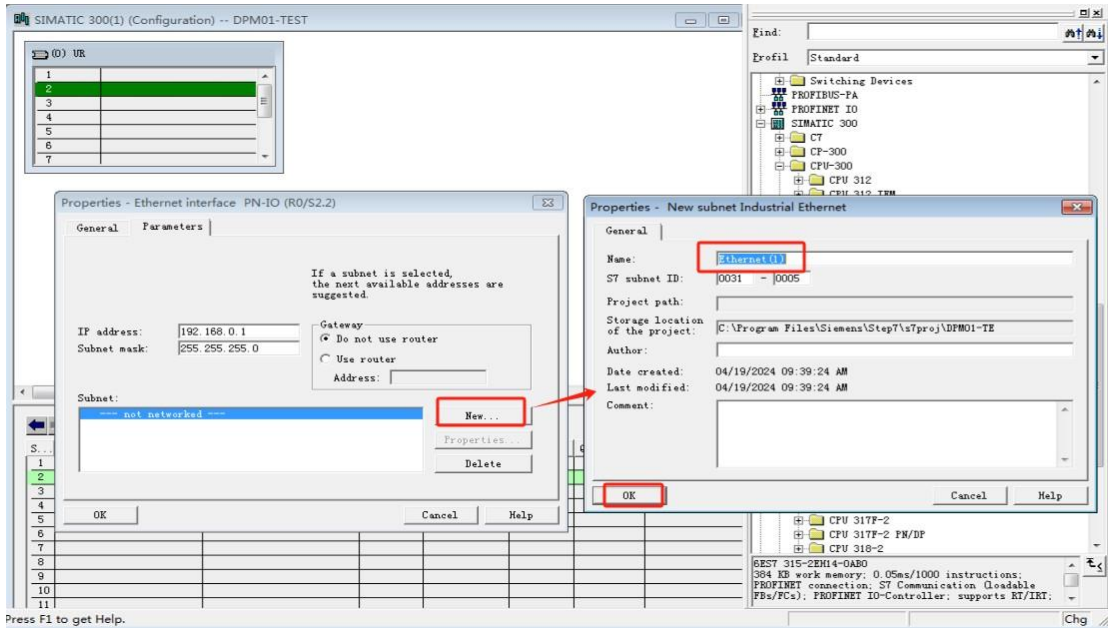 SIMATIC 300(1) (Configuration) -- DPM01-TEST
(0) UR
1
2
3
4
5
6
7
Find:
Profil
Standard
Switching Devices
PROFIBUS-PA
PROFINET IO
SIMATIC 300
C7
CP-300
CPU-300
CPU 312
CPU 312 IFM
Properties - Ethernet interface PN-IO (R0/S2.2)
General
Parameters
If a subnet is selected,
the next available addresses are
suggested.
IP address:
192.168.0.1
Subnet mask:
255.255.255.0
Gateway
Do not use router
Use router
Address:
Subnet:
--- not networked ---
New...
Properties...
Delete
OK
Cancel
Help
Properties - New subnet Industrial Ethernet
General
Name:
Ethernet(1)
S7 subnet ID:
0031 - 0005
Project path:
Storage location
of the project:
C:\Program Files\Siemens\Step7\s7proj\DPM01-TE
Author:
Date created:
04/19/2024 09:39:24 AM
Last modified:
04/19/2024 09:39:24 AM
Comment:
OK
Cancel
Help
S...
1
2
3
4
5
6
7
8
9
10
11
CPU 317F-2
CPU 317F-2 PN/DP
CPU 318-2
6ES7 315-2EH14-0AB0
384 KB work memory; 0.05ms/1000 instructions;
PROFINET connection; S7 Communication (loadable
FBs/FCs); PROFINET IO-Controller; supports RT/IRT;
Press F1 to get Help.
Chg